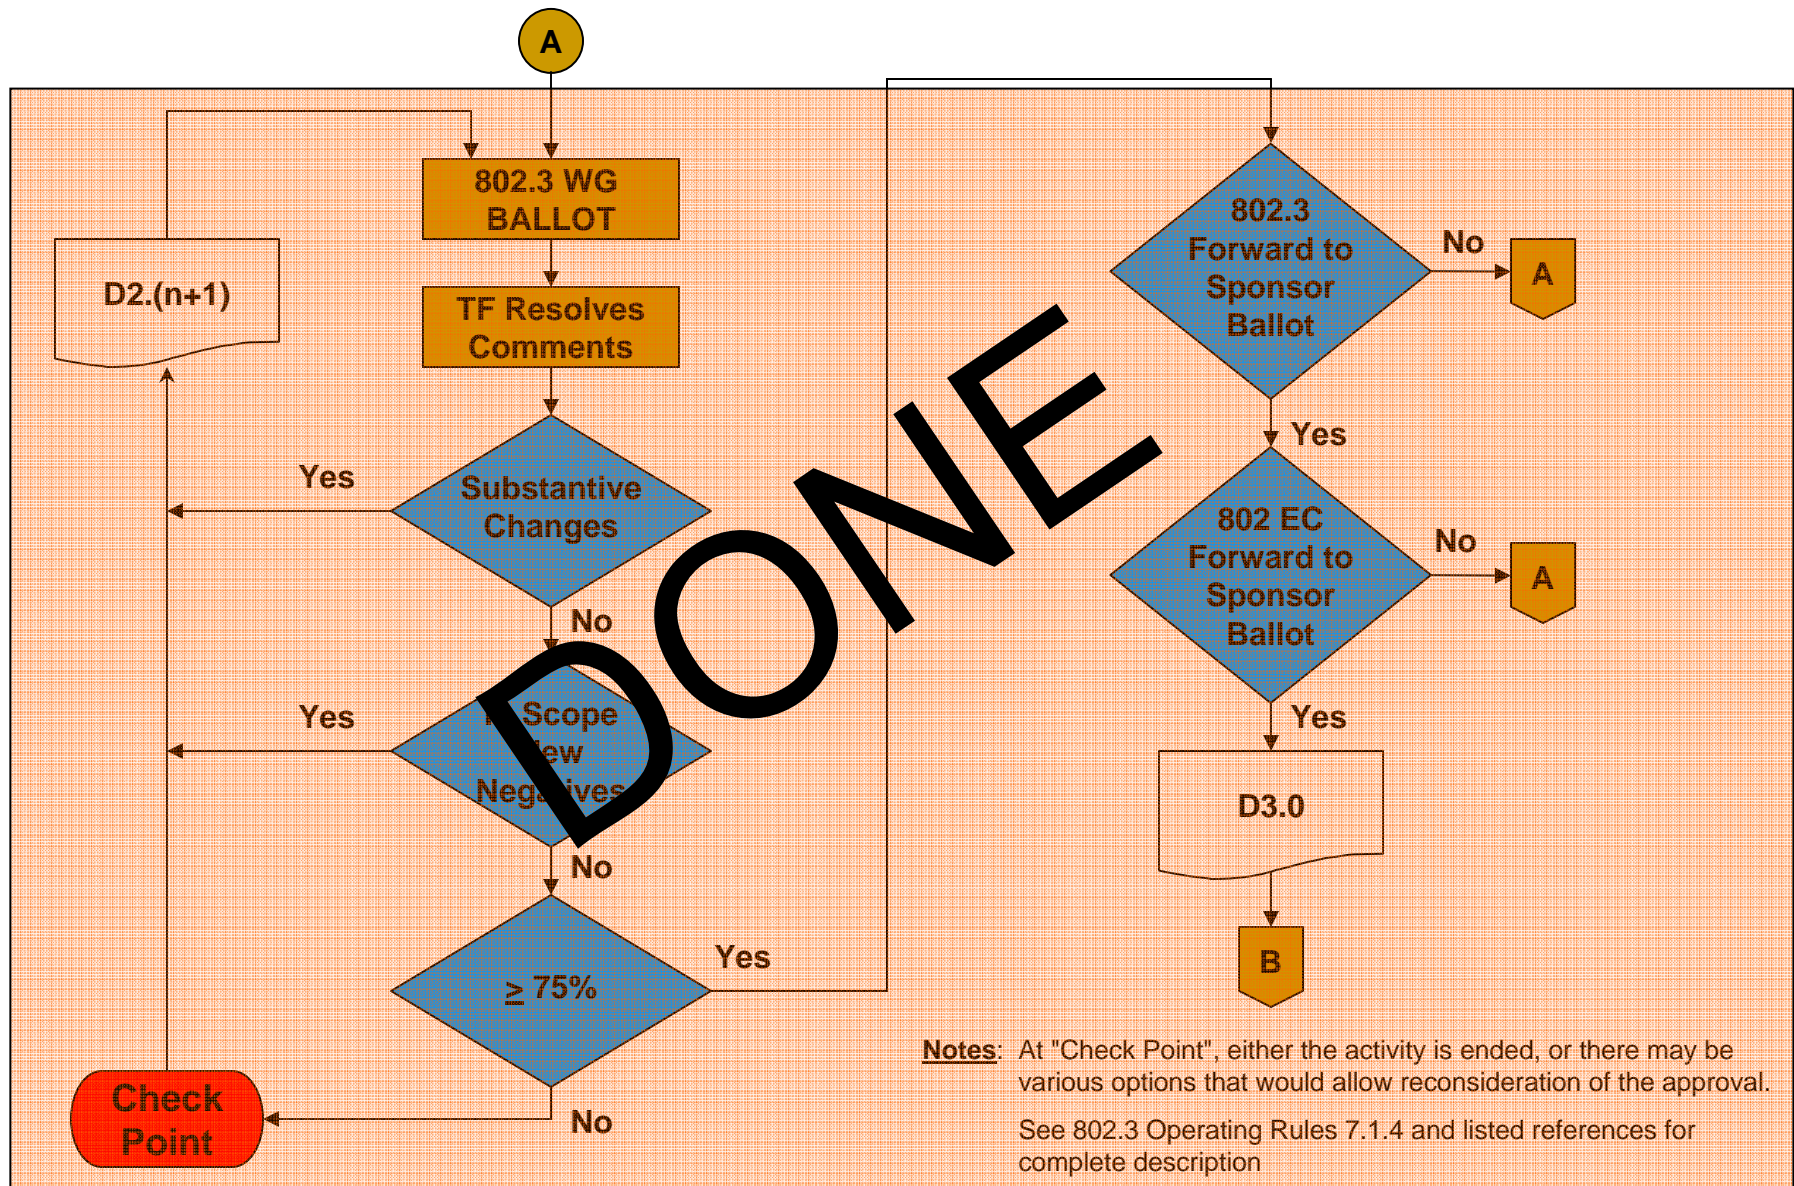 A
802.3 WG
BALLOT
D2.(n+1)
TF Resolves
Comments
Yes
Substantive
Changes
No
Yes
Scope
No
≥ 75%
Yes
No
Check
Point
DONE
802.3
Forward to
Sponsor
Ballot
No
A
Yes
802 EC
Forward to
Sponsor
Ballot
No
A
Yes
D3.0
B
Notes: At "Check Point", either the activity is ended, or there may be
various options that would allow reconsideration of the approval.
See 802.3 Operating Rules 7.1.4 and listed references for
complete description